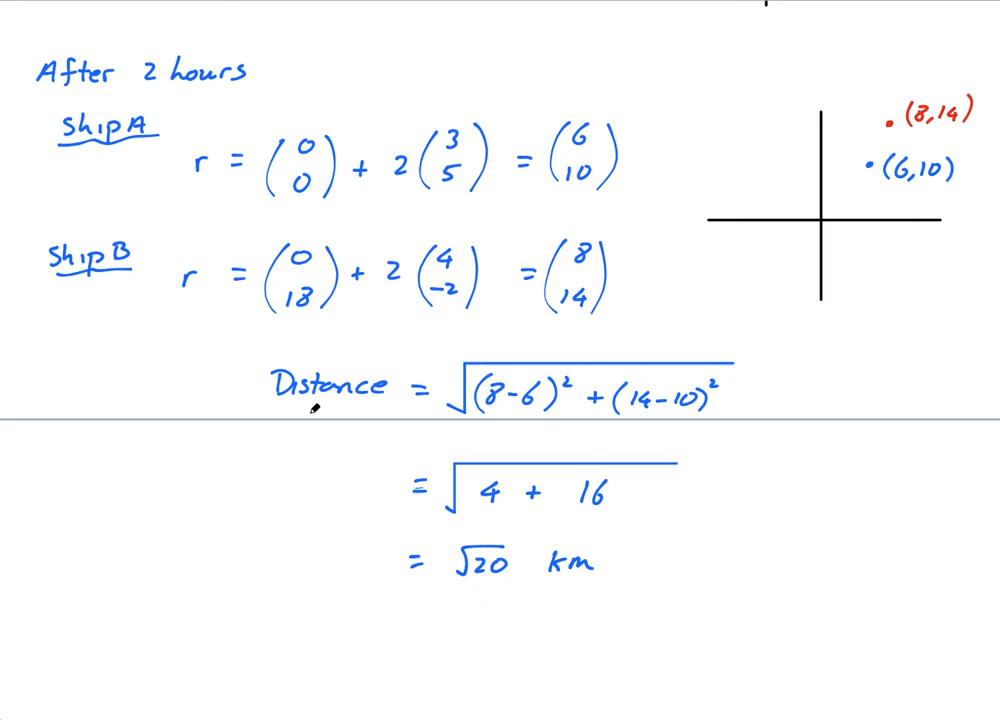 After 2 hours
Ship A
r = (0 0) + 2 (3 5) = (6 10)
(8,14)
(6,10)
Ship B
r = (0 18) + 2 (4 -2) = (8 14)
Distance = √(8-6)² + (14-10)²
= √4 + 16
= √20 km